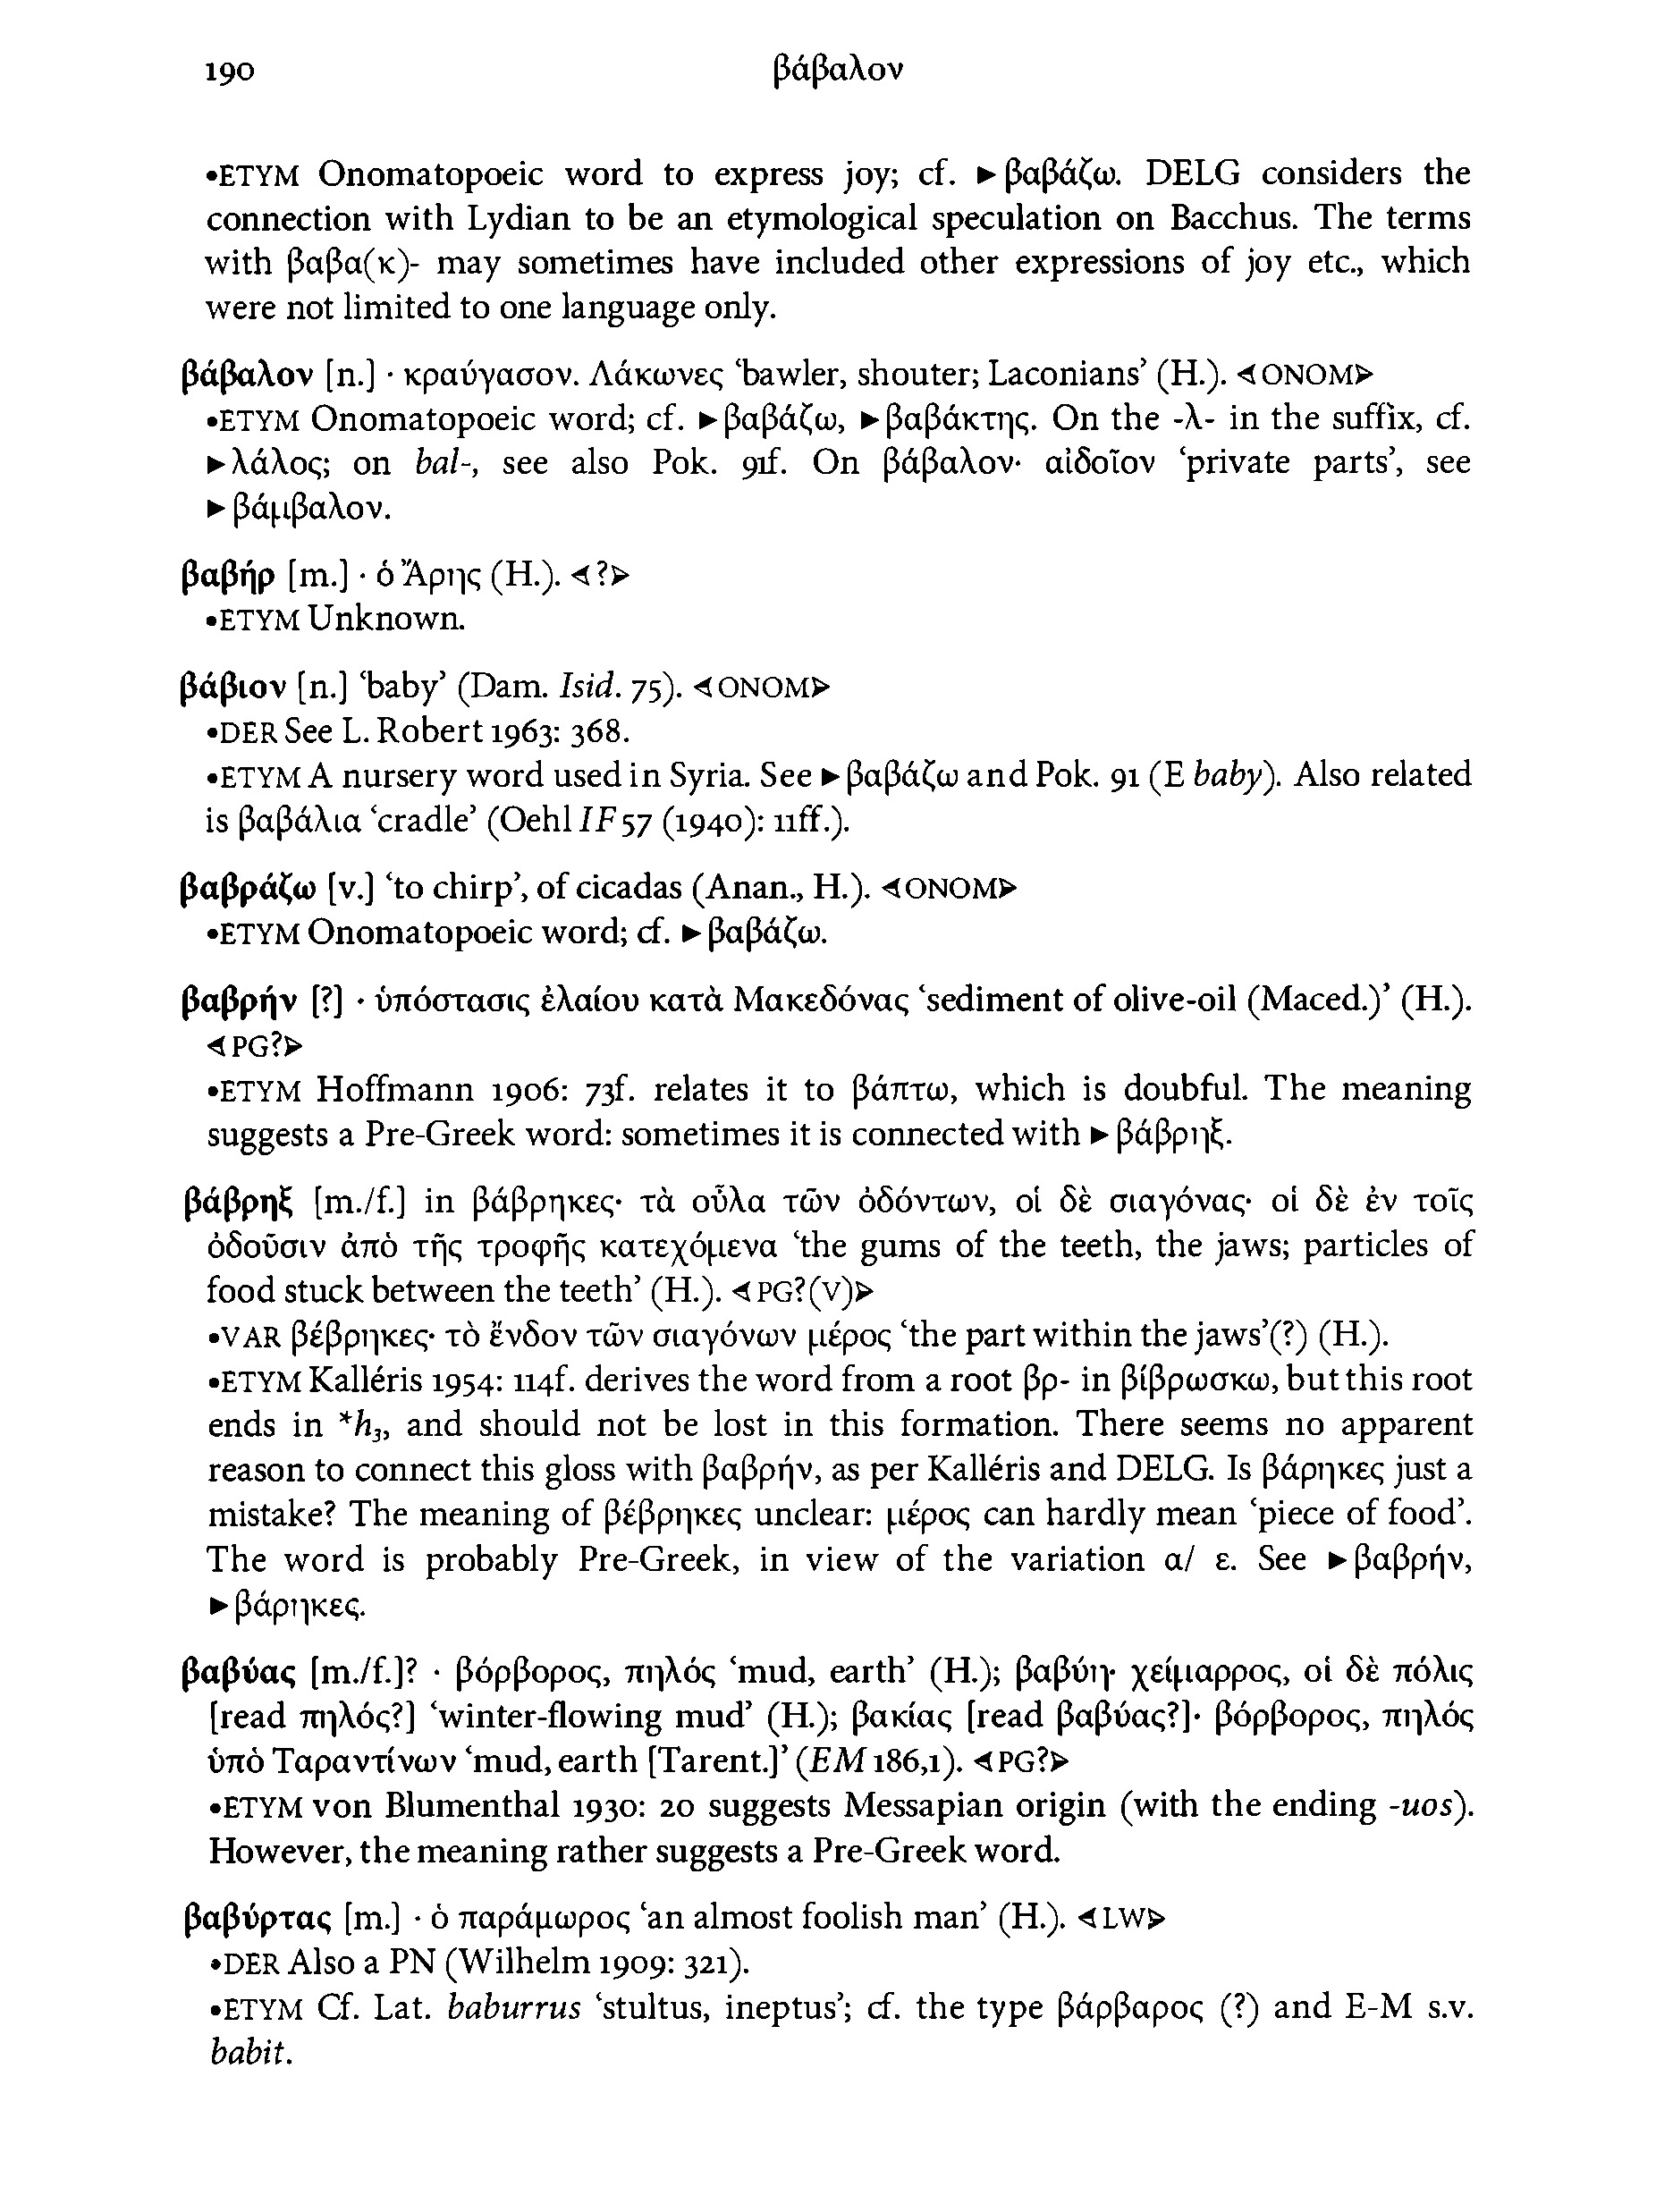 190 βάβαλον
•ETYM Onomatopoeic word to express joy; cf. ►βαβάζω. DELG considers the
connection with Lydian to be an etymological speculation on Bacchus. The terms
with βαβα(κ)- may sometimes have included other expressions of joy etc., which
were not limited to one language only.
βάβαλον [n.] · κραύγασον. Λάκωνες ‘bawler, shouter; Laconians’ (H.). ⊲ONOM⊳
•ETYM Onomatopoeic word; cf. ►βαβάζω, ►βαβάκτης. On the -λ- in the suffix, cf.
►λάλος; on bal-, see also Pok. 91f. On βάβαλον· αἰδοῖον ‘private parts’, see
►βάμβαλον.
βαβήρ [m.] · ὁ Ἄρης (H.). ⊲?⊳
•ETYM Unknown.
βάβιον [n.] ‘baby’ (Dam. Isid. 75). ⊲ONOM⊳
•DER See L. Robert 1963: 368.
•ETYM A nursery word used in Syria. See ►βαβάζω and Pok. 91 (E baby). Also related
is βαβάλια ‘cradle’ (Oehl IF 57 (1940): 11ff.).
βαβράζω [v.] ‘to chirp’, of cicadas (Anan., H.). ⊲ONOM⊳
•ETYM Onomatopoeic word; cf. ►βαβάζω.
βαβρήν [?] · ὑπόστασις ἐλαίου κατὰ Μακεδόνας ‘sediment of olive-oil (Maced.)’ (H.).
⊲PG?⊳
•ETYM Hoffmann 1906: 73f. relates it to βάπτω, which is doubful. The meaning
suggests a Pre-Greek word: sometimes it is connected with ►βάβρηξ.
βάβρηξ [m./f.] in βάβρηκες· τὰ οὖλα τῶν ὀδόντων, οἱ δὲ σιαγόνας· οἱ δὲ ἐν τοῖς
ὀδοῦσιν ἀπὸ τῆς τροφῆς κατεχόμενα ‘the gums of the teeth, the jaws; particles of
food stuck between the teeth’ (H.). ⊲PG?(V)⊳
•VAR βέβρηκες· τὸ ἔνδον τῶν σιαγόνων μέρος ‘the part within the jaws’(?) (H.).
•ETYM Kalléris 1954: 114f. derives the word from a root βρ- in βίβρωσκω, but this root
ends in *h₃, and should not be lost in this formation. There seems no apparent
reason to connect this gloss with βαβρήν, as per Kalléris and DELG. Is βάρηκες just a
mistake? The meaning of βέβρηκες unclear: μέρος can hardly mean ‘piece of food’.
The word is probably Pre-Greek, in view of the variation α/ ε. See ►βαβρήν,
►βάρηκες.
βαβύας [m./f.]? · βόρβορος, πηλός ‘mud, earth’ (H.); βαβύη· χείμαρρος, οἱ δὲ πόλις
[read πηλός?] ‘winter-flowing mud’ (H.); βακίας [read βαβύας?]· βόρβορος, πηλός
ὑπὸ Ταραντίνων ‘mud, earth [Tarent.]’ (EM 186,1). ⊲PG?⊳
•ETYM von Blumenthal 1930: 20 suggests Messapian origin (with the ending -uos).
However, the meaning rather suggests a Pre-Greek word.
βαβύρτας [m.] · ὁ παράμωρος ‘an almost foolish man’ (H.). ⊲LW⊳
•DER Also a PN (Wilhelm 1909: 321).
•ETYM Cf. Lat. baburrus ‘stultus, ineptus’; cf. the type βάρβαρος (?) and E-M s.v.
babit.